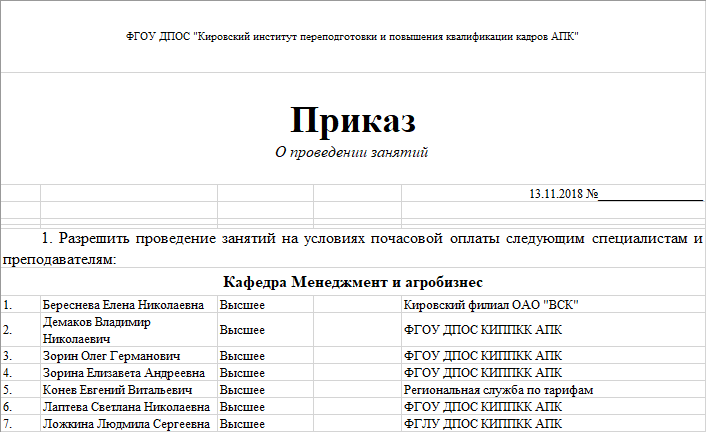 ФГОУ ДПОС "Кировский институт переподготовки и повышения квалификации кадров АПК"
Приказ
О проведении занятий
13.11.2018 №_________________
1. Разрешить проведение занятий на условиях почасовой оплаты следующим специалистам и
преподавателям:
Кафедра Менеджмент и агробизнес
1. Береснева Елена Николаевна Высшее Кировский филиал ОАО "ВСК"
2. Демаков Владимир Николаевич Высшее ФГОУ ДПОС КИППКК АПК
3. Зорин Олег Германович Высшее ФГОУ ДПОС КИППКК АПК
4. Зорина Елизавета Андреевна Высшее ФГОУ ДПОС КИППКК АПК
5. Конев Евгений Витальевич Высшее Региональная служба по тарифам
6. Лаптева Светлана Николаевна Высшее ФГОУ ДПОС КИППКК АПК
7. Ложкина Людмила Сергеевна Высшее ФГЛУ ДПОС КИППКК АПК